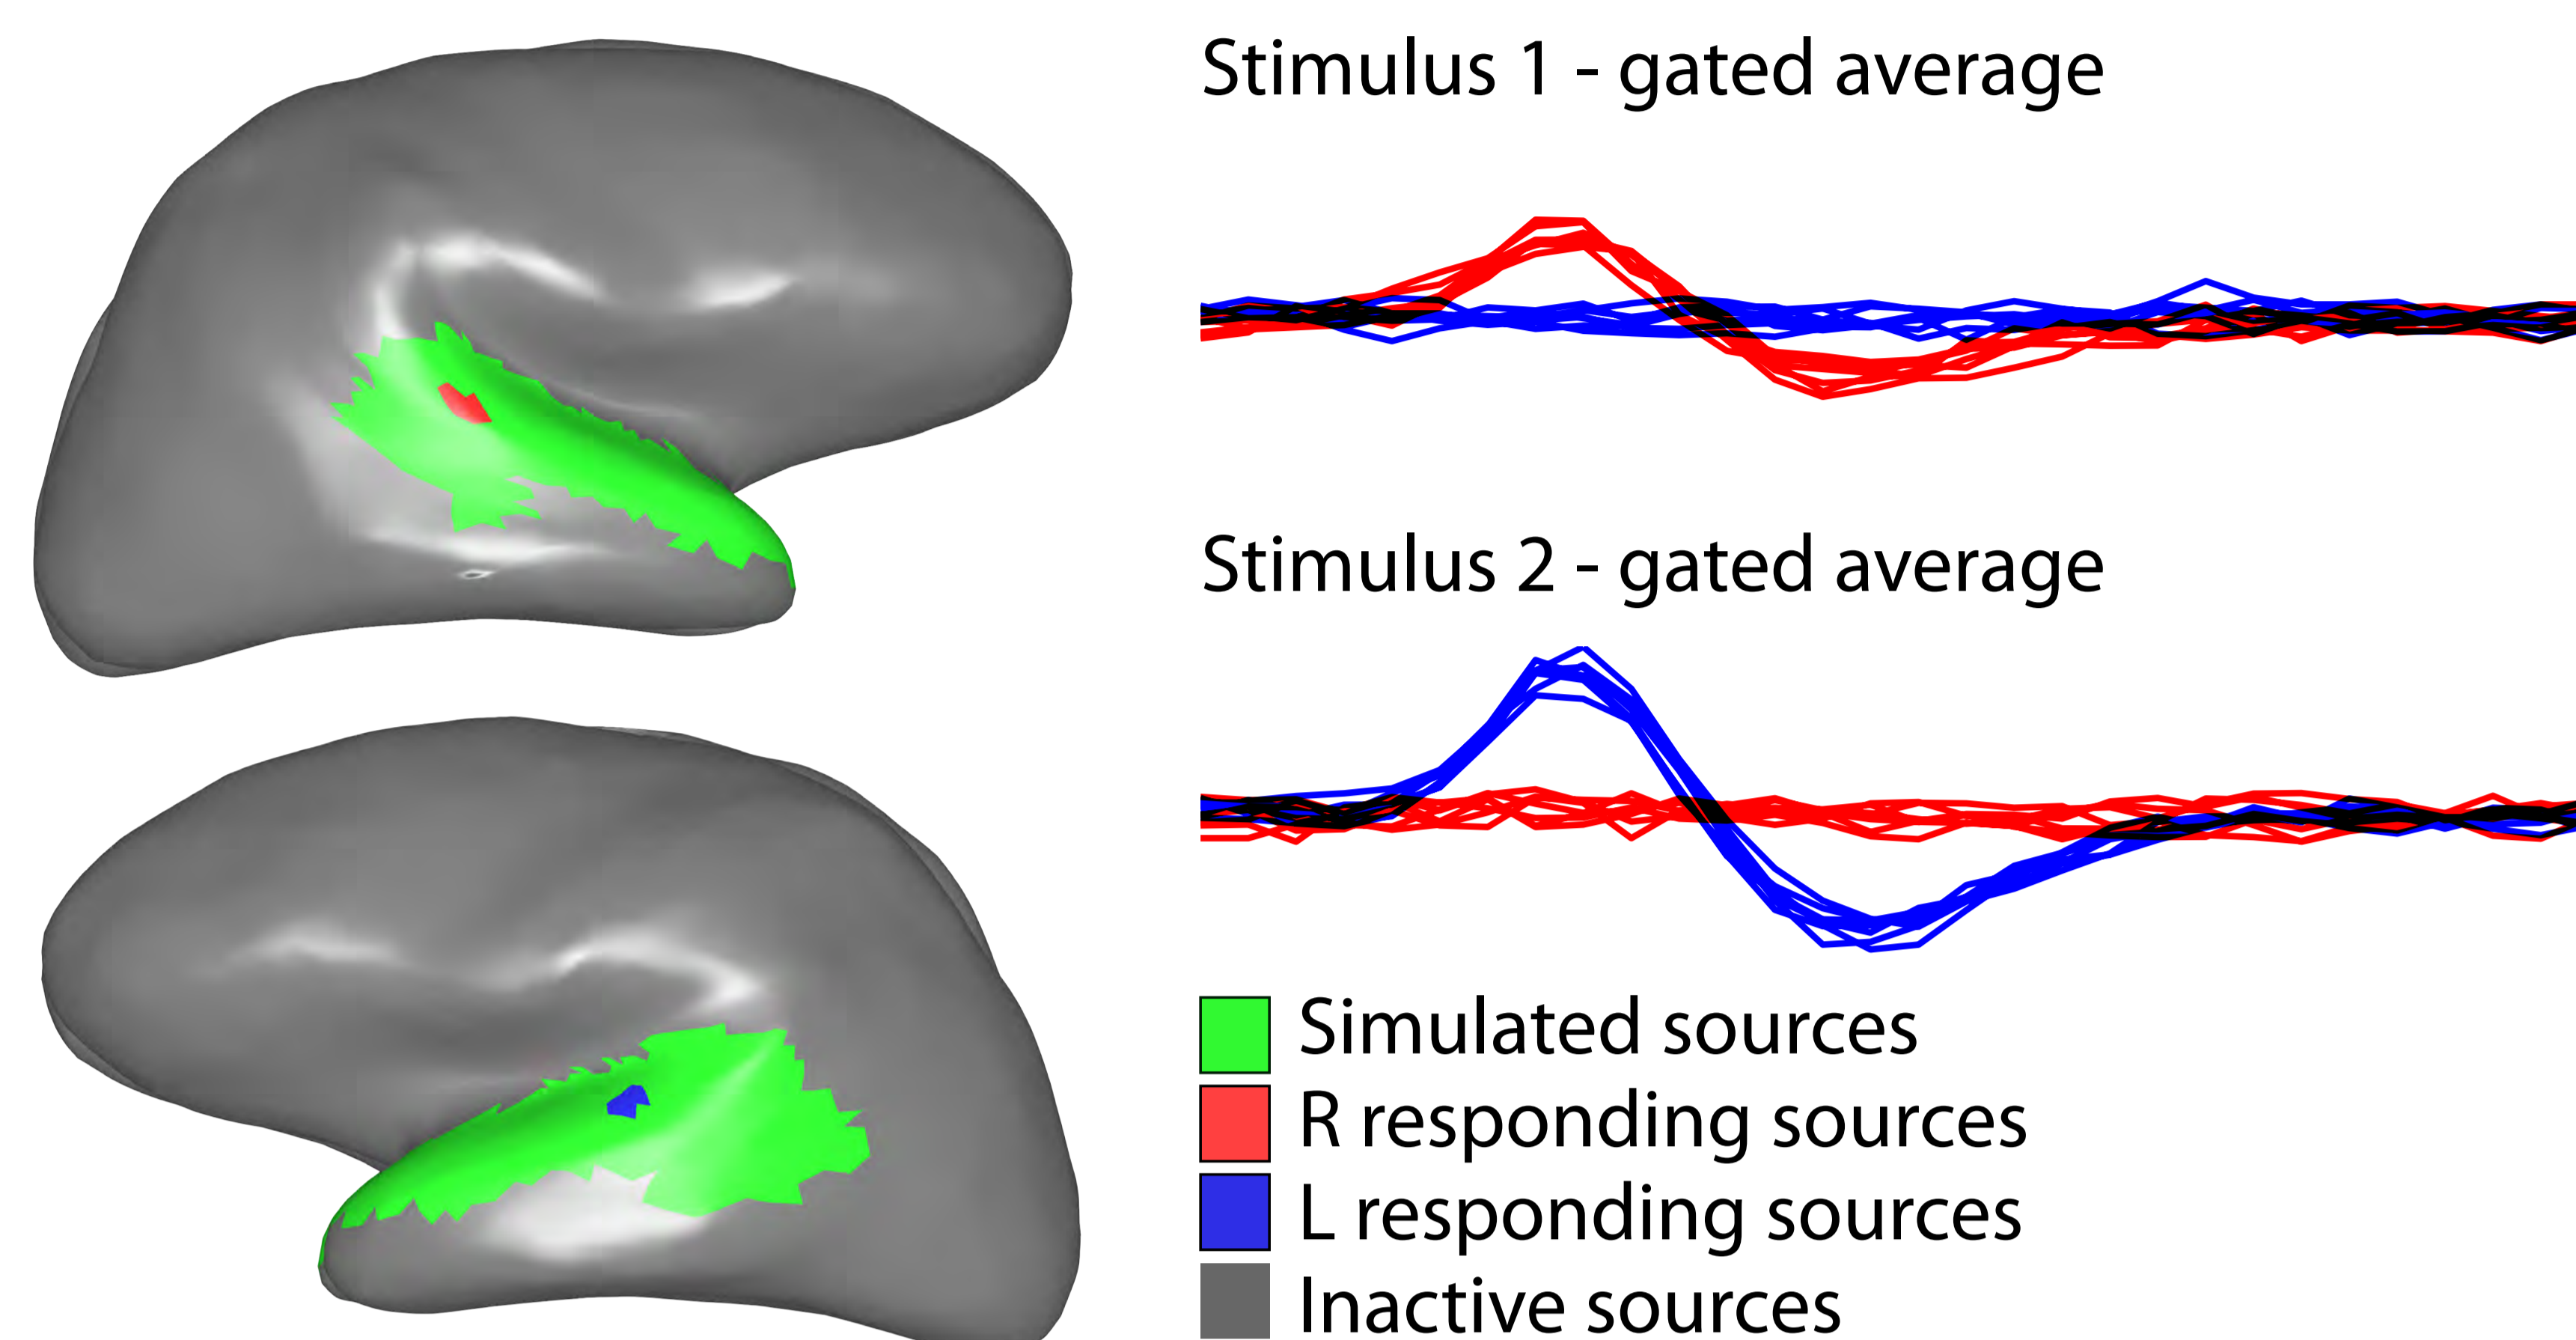 Stimulus 1 - gated average
Stimulus 2 - gated average
Simulated sources
R responding sources
L responding sources
Inactive sources